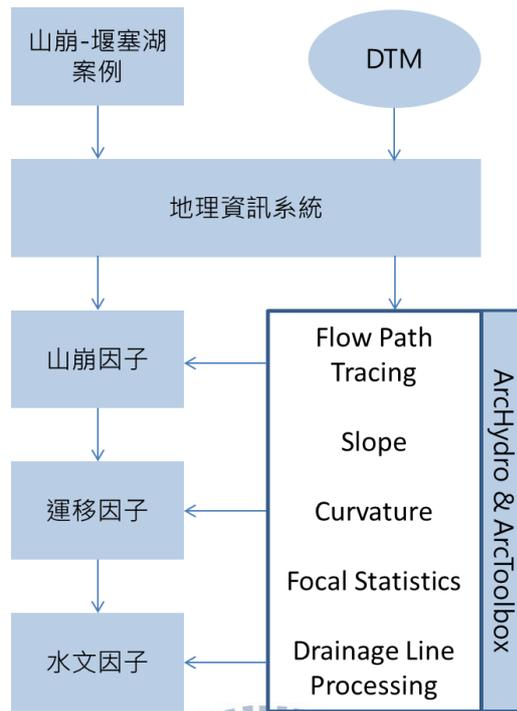 山崩-堰塞湖
案例
DTM
地理資訊系統
山崩因子
運移因子
水文因子
Flow Path
Tracing
Slope
Curvature
Focal Statistics
Drainage Line
Processing
ArcHydro & ArcToolbox